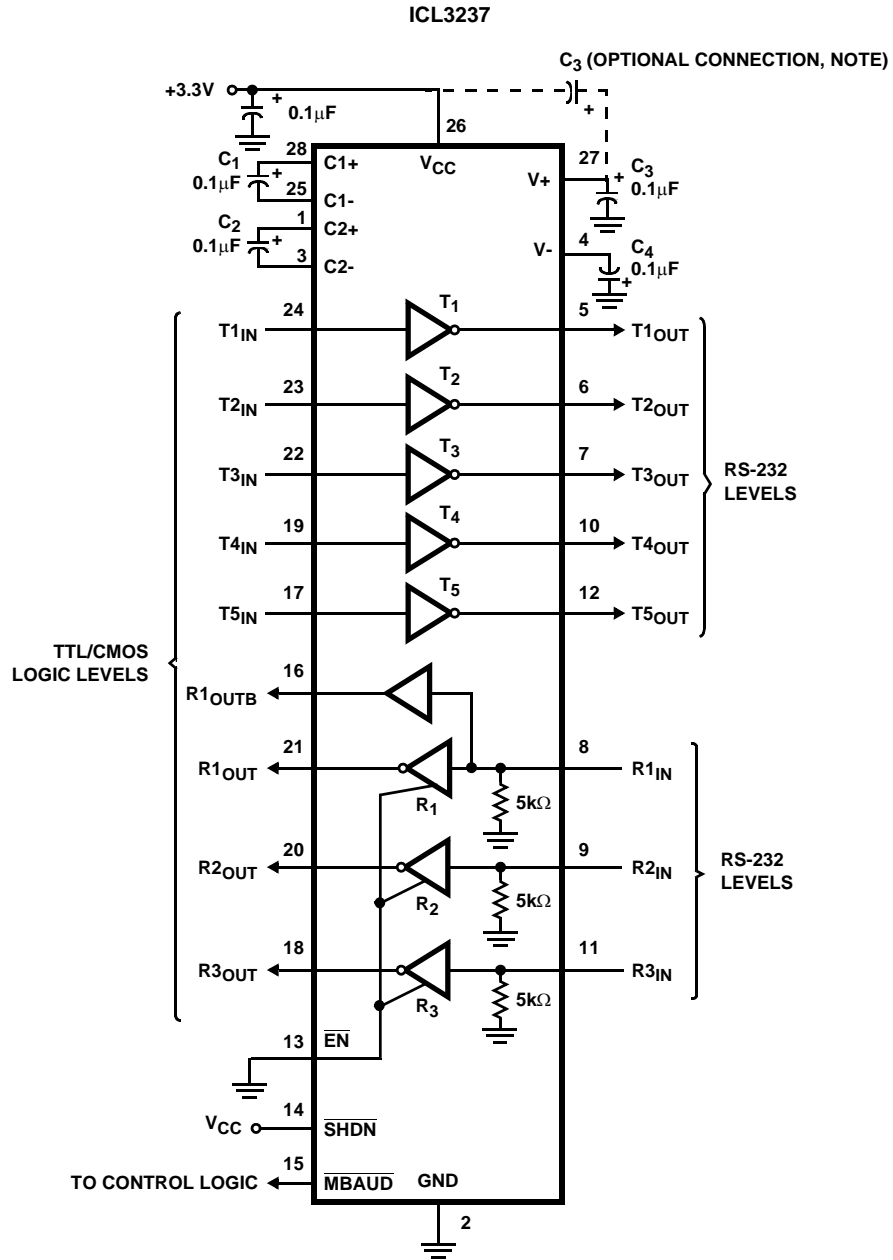 ICL3237
C3 (OPTIONAL CONNECTION, NOTE)
+3.3V
+
0.1μF
+
26
28
C1
0.1μF
+
C1+
VCC
27
V+
+
C3
0.1μF
25
C1-
1
C2
0.1μF
+
C2+
4
V-
C4
0.1μF
+
3
C2-
24
T1
5
T1IN
T1OUT
23
T2
6
T2IN
T2OUT
22
T3
7
T3IN
T3OUT
RS-232
LEVELS
19
T4
10
T4IN
T4OUT
17
T5
12
T5IN
T5OUT
TTL/CMOS
LOGIC LEVELS
16
R1OUTB
21
8
R1OUT
R1IN
R1
5kΩ
20
9
R2OUT
R2IN
RS-232
LEVELS
R2
5kΩ
18
11
R3OUT
R3IN
R3
5kΩ
13
EN
14
VCC
SHDN
15
TO CONTROL LOGIC
MBAUD
GND
2